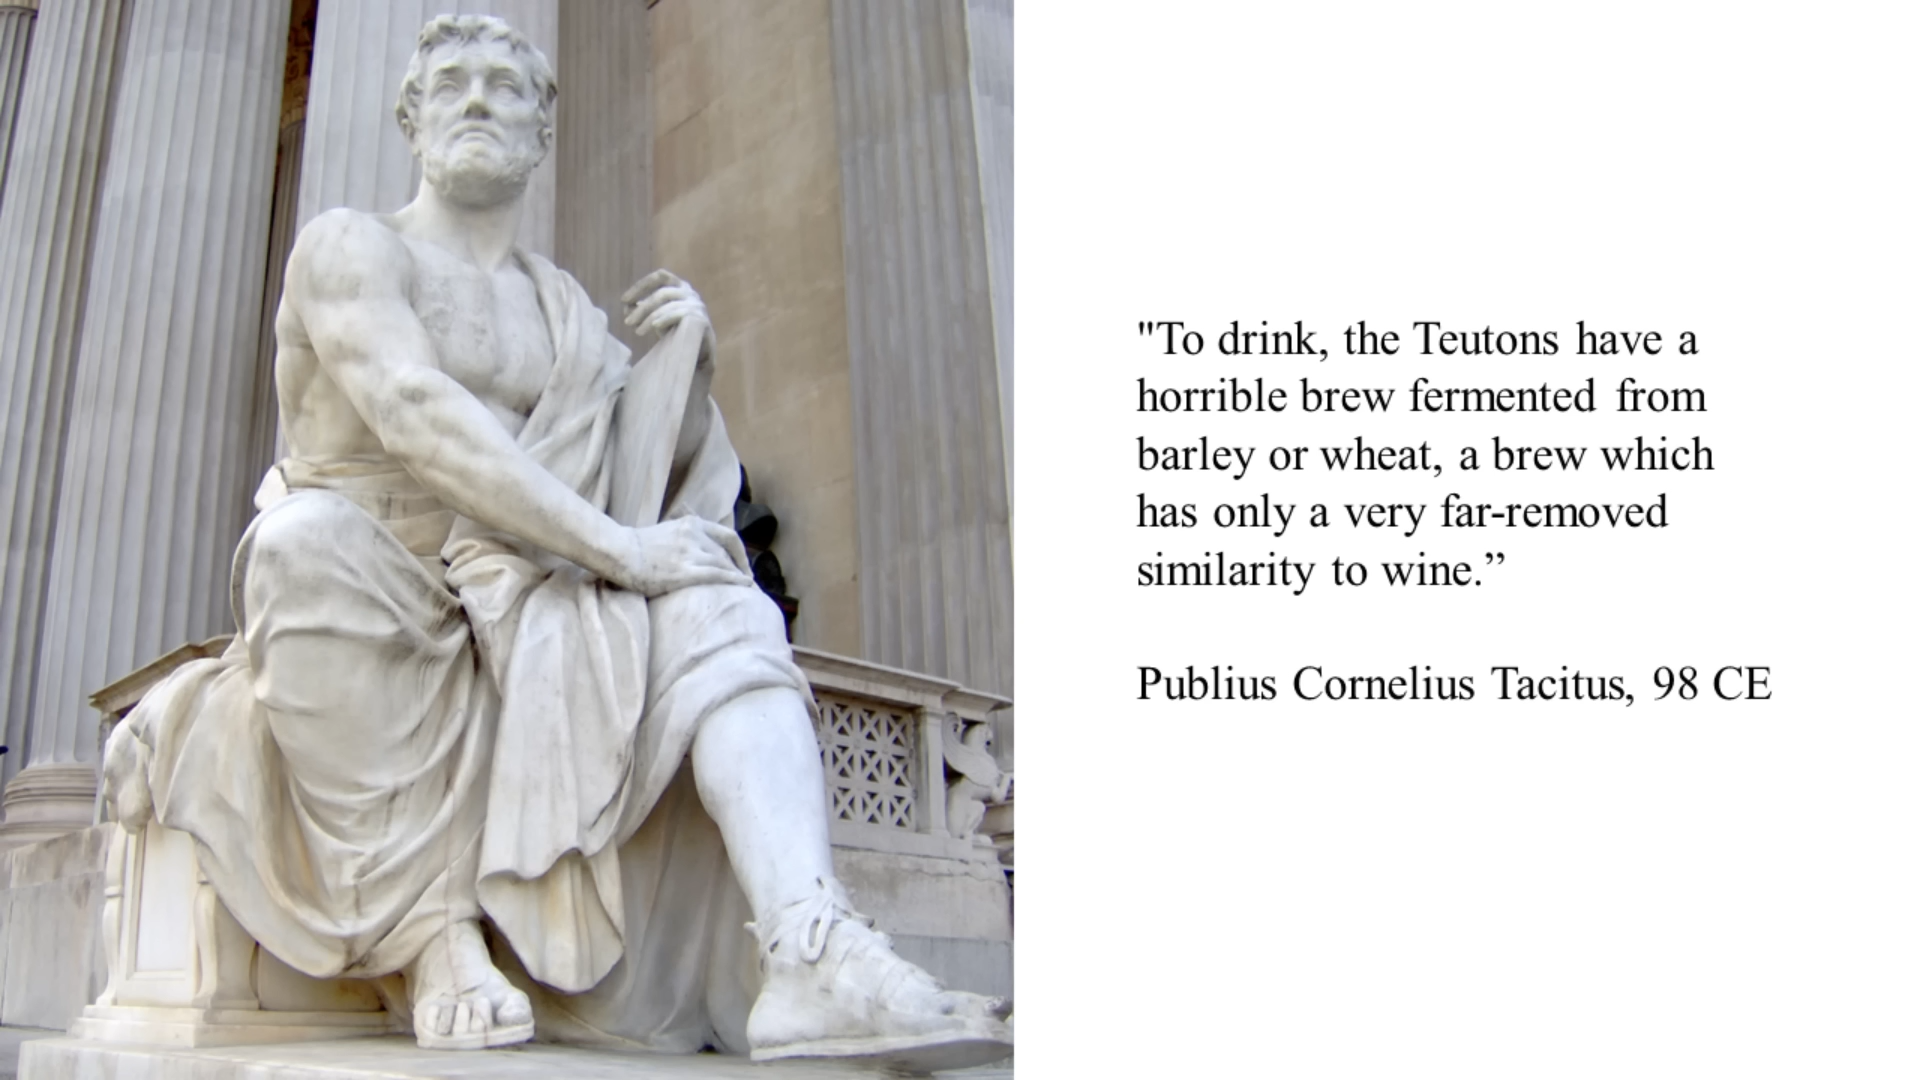 "To drink, the Teutons have a
horrible brew fermented from
barley or wheat, a brew which
has only a very far-removed
similarity to wine.”
Publius Cornelius Tacitus, 98 CE